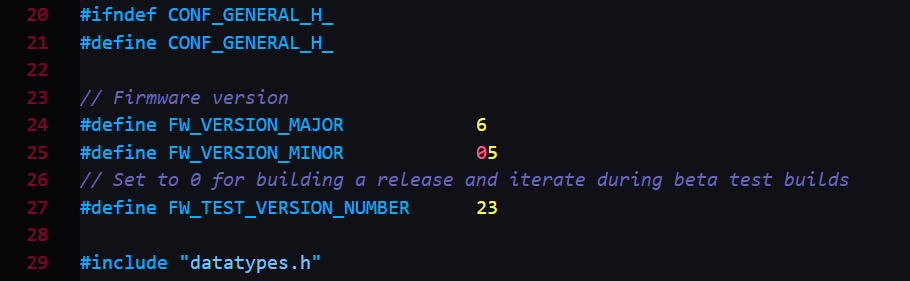 20 #ifndef CONF_GENERAL_H_
21 #define CONF_GENERAL_H_
22
23 // Firmware version
24 #define FW_VERSION_MAJOR 6
25 #define FW_VERSION_MINOR 05
26 // Set to 0 for building a release and iterate during beta test builds
27 #define FW_TEST_VERSION_NUMBER 23
28
29 #include "datatypes.h"